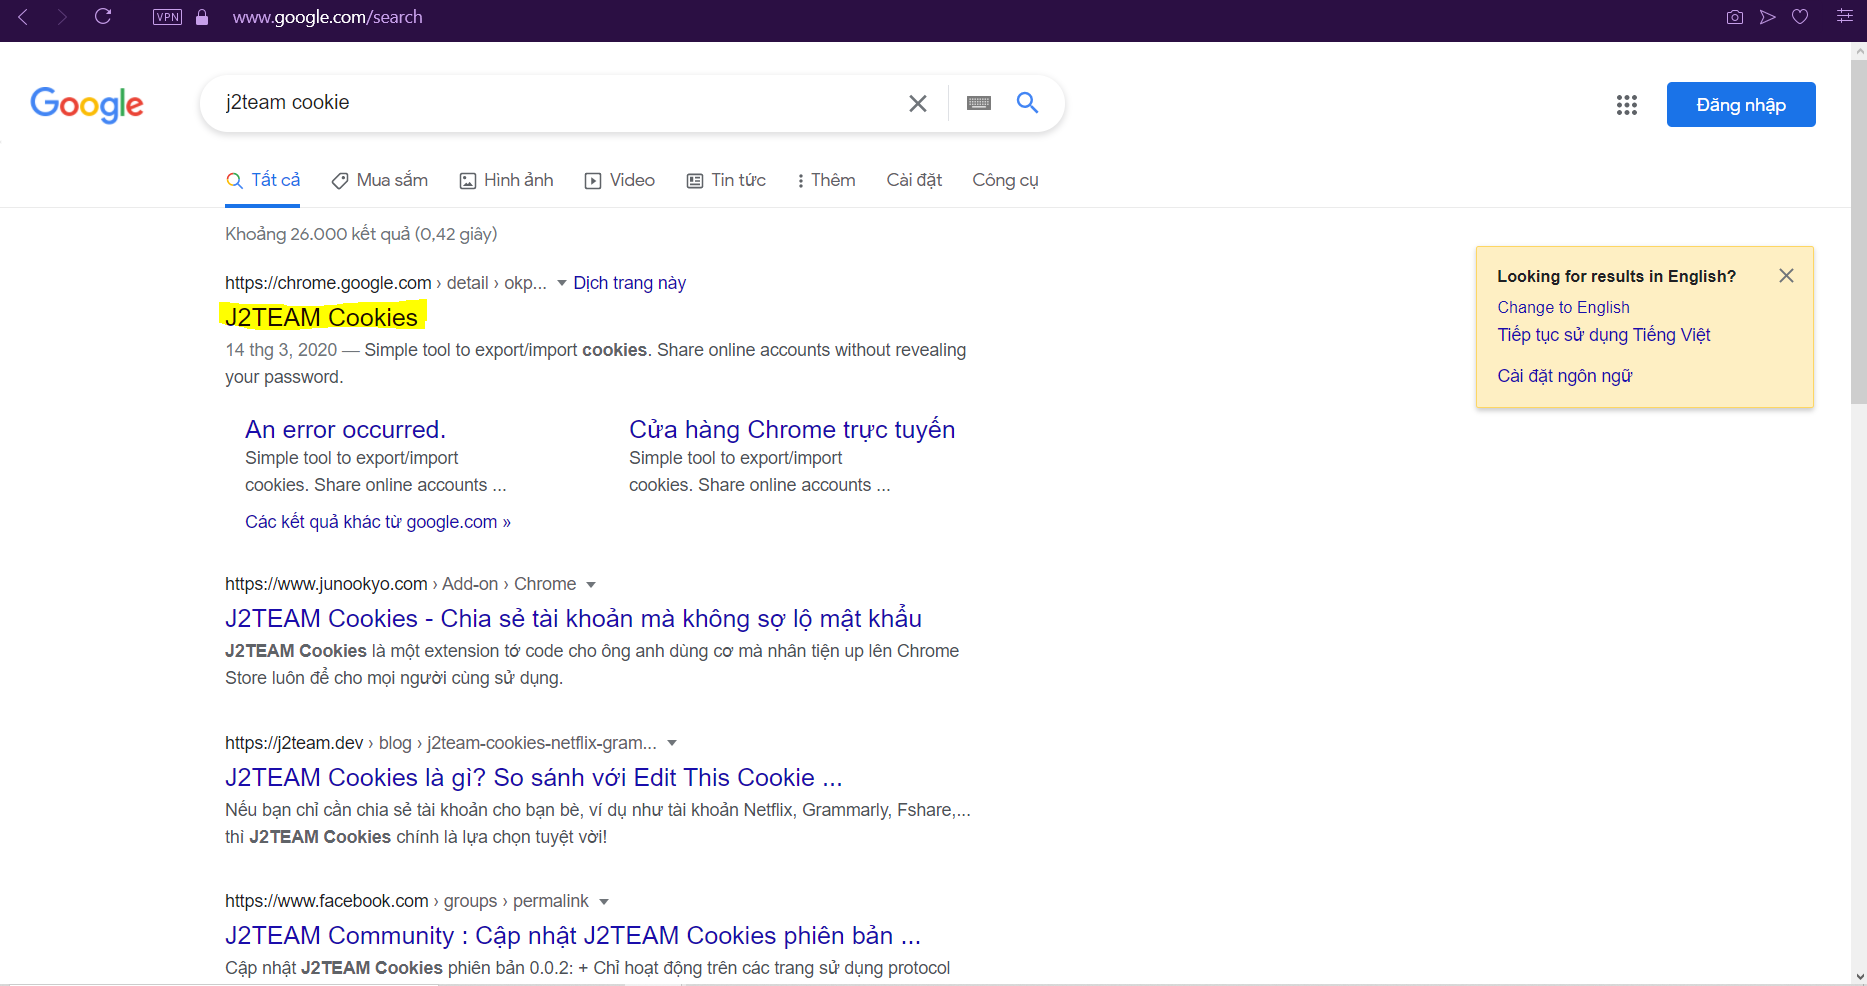 VPN www.google.com/search
Google
j2team cookie
Đăng nhập
Tất cả Mua sắm Hình ảnh Video Tin tức Thêm Cài đặt Công cụ
Khoảng 26.000 kết quả (0,42 giây)
https://chrome.google.com › detail › okp... Dịch trang này
J2TEAM Cookies
14 thg 3, 2020 — Simple tool to export/import cookies. Share online accounts without revealing
your password.
An error occurred.
Simple tool to export/import
cookies. Share online accounts ...
Cửa hàng Chrome trực tuyến
Simple tool to export/import
cookies. Share online accounts ...
Các kết quả khác từ google.com »
https://www.junookyo.com › Add-on › Chrome
J2TEAM Cookies - Chia sẻ tài khoản mà không sợ lộ mật khẩu
J2TEAM Cookies là một extension tớ code cho ông anh dùng cơ mà nhân tiện up lên Chrome
Store luôn để cho mọi người cùng sử dụng.
https://j2team.dev › blog › j2team-cookies-netflix-gram...
J2TEAM Cookies là gì? So sánh với Edit This Cookie ...
Nếu bạn chỉ cần chia sẻ tài khoản cho bạn bè, ví dụ như tài khoản Netflix, Grammarly, Fshare,...
thì J2TEAM Cookies chính là lựa chọn tuyệt vời!
https://www.facebook.com › groups › permalink
J2TEAM Community : Cập nhật J2TEAM Cookies phiên bản ...
Cập nhật J2TEAM Cookies phiên bản 0.0.2: + Chỉ hoạt động trên các trang sử dụng protocol
Looking for results in English?
Change to English
Tiếp tục sử dụng Tiếng Việt
Cài đặt ngôn ngữ